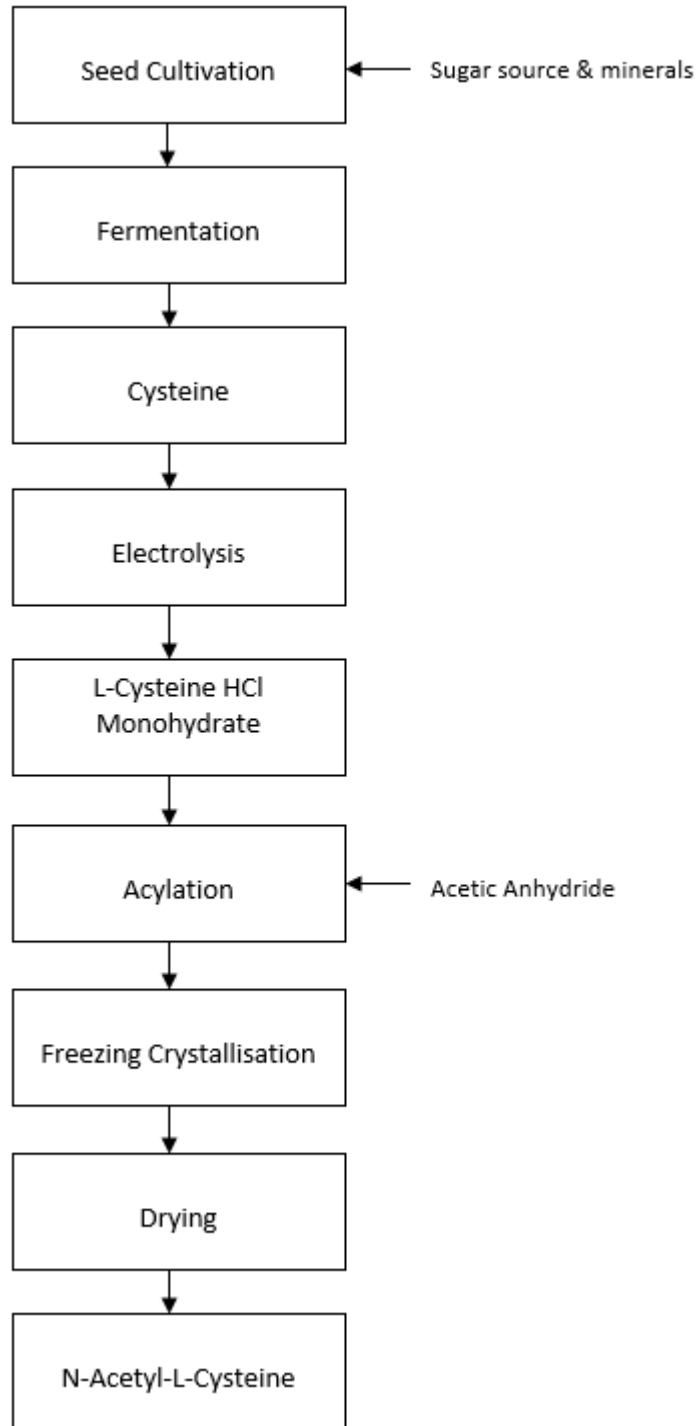 Seed Cultivation
Sugar source & minerals
Fermentation
Cysteine
Electrolysis
L-Cysteine HCl
Monohydrate
Acylation
Acetic Anhydride
Freezing Crystallisation
Drying
N-Acetyl-L-Cysteine